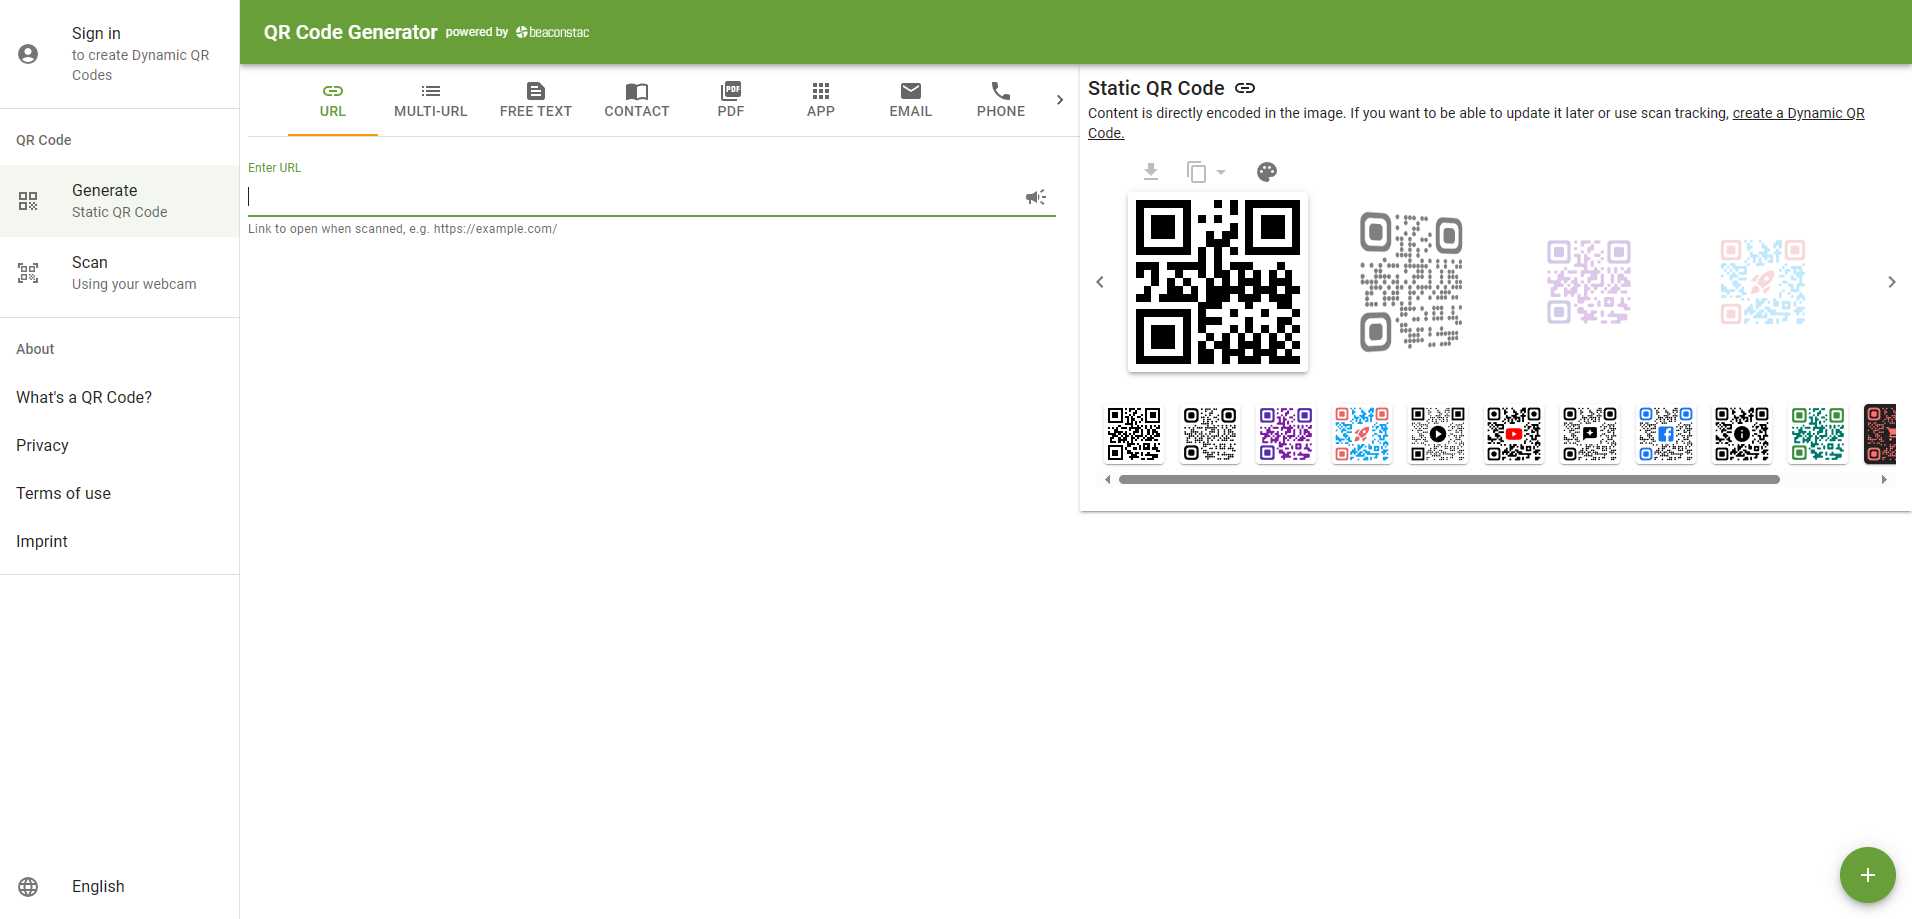 Sign in
to create Dynamic QR
Codes
QR Code
Generate
Static QR Code
Scan
Using your webcam
About
What's a QR Code?
Privacy
Terms of use
Imprint
English
QR Code Generator powered by beaconstac
URL
MULTI-URL
FREE TEXT
CONTACT
PDF
PDF
APP
EMAIL
PHONE
Enter URL
Link to open when scanned, e.g. https://example.com/
Static QR Code
Content is directly encoded in the image. If you want to be able to update it later or use scan tracking, create a Dynamic QR
Code.